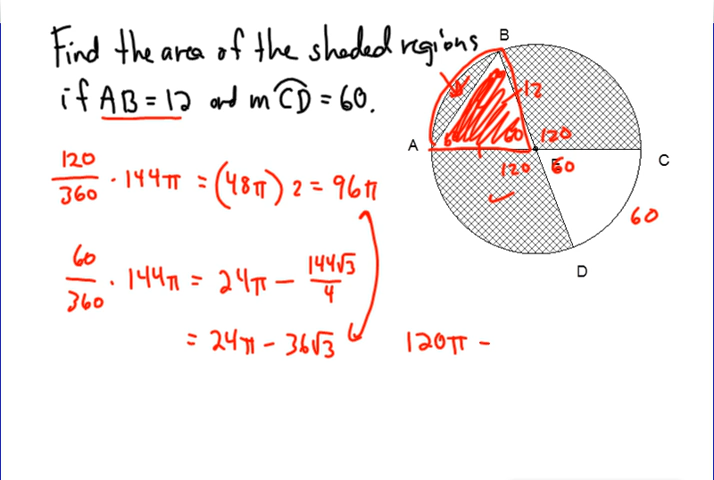 Find the area of the shaded regions
if AB = 12 and mCD = 60.
120/360 · 144π = (48π) 2 = 96π
60/360 · 144π = 24π - 144√3/4
= 24π - 36√3
120π -
B
12
A
60
120
E
C
120
60
60
D